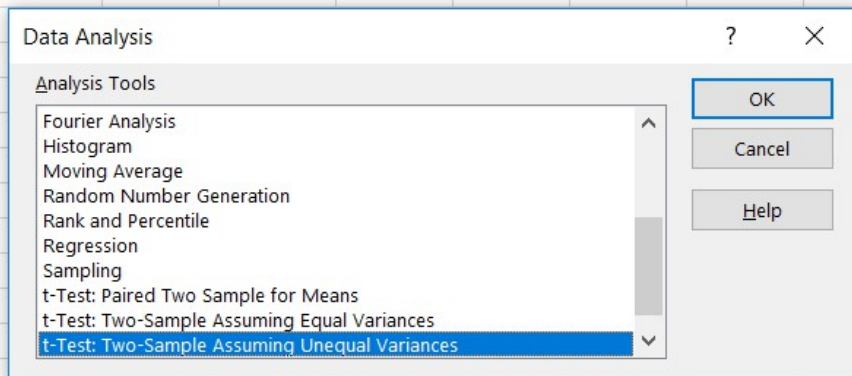 Data Analysis
?
Analysis Tools
Fourier Analysis
Histogram
Moving Average
Random Number Generation
Rank and Percentile
Regression
Sampling
t-Test: Paired Two Sample for Means
t-Test: Two-Sample Assuming Equal Variances
t-Test: Two-Sample Assuming Unequal Variances
OK
Cancel
Help